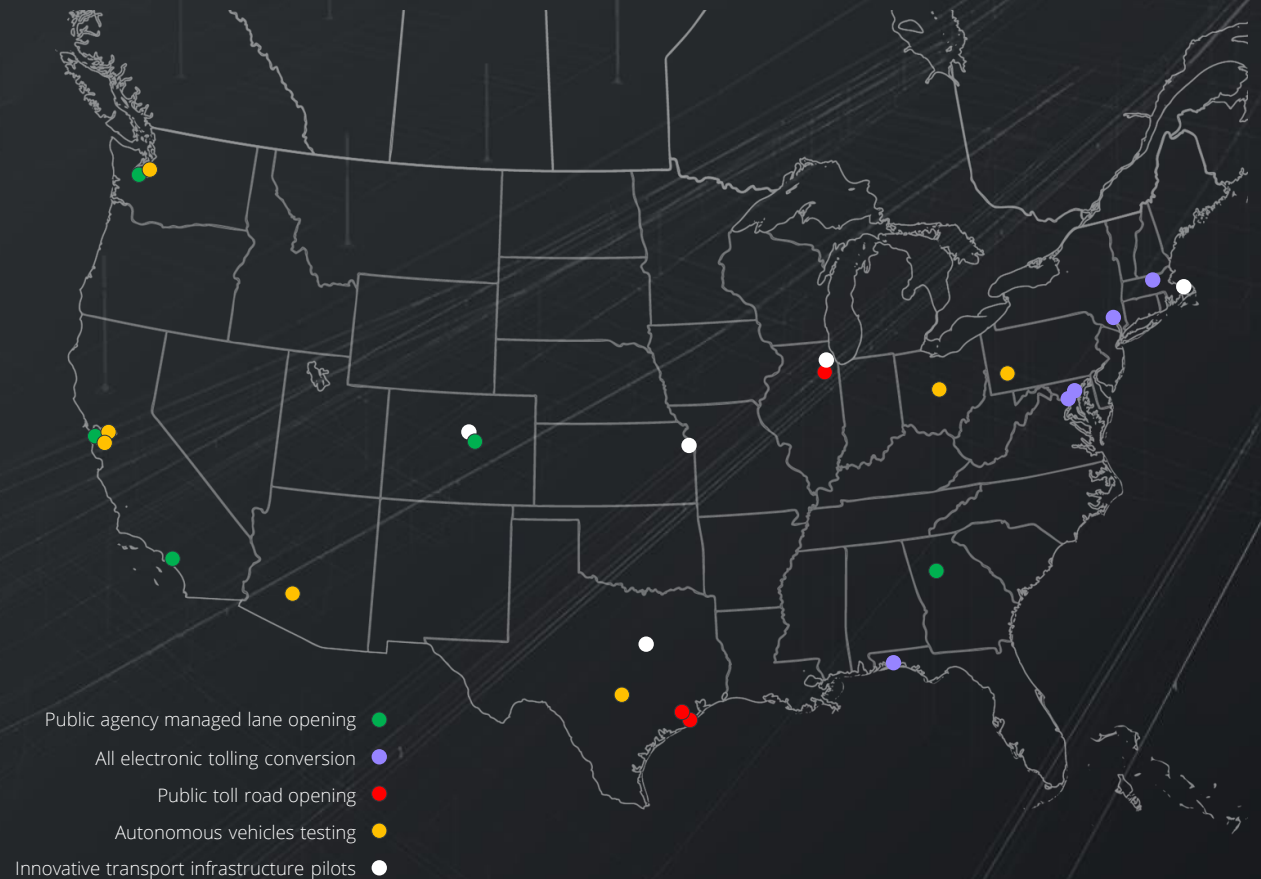 Public agency managed lane opening
All electronic tolling conversion
Public toll road opening
Autonomous vehicles testing
Innovative transport infrastructure pilots